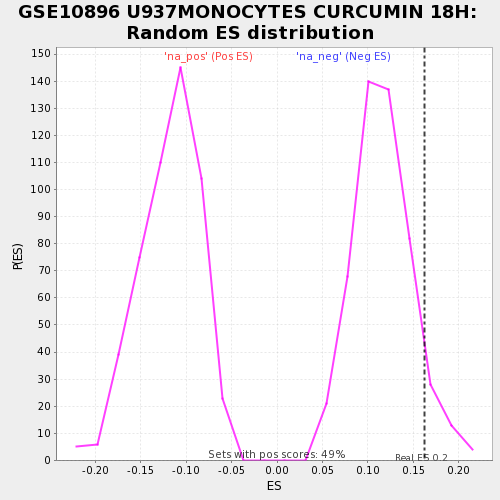 GSE10896 U937MONOCYTES CURCUMIN 18H:
Random ES distribution
'na_pos' (Pos ES) 'na_neg' (Neg ES)
150
140
130
120
110
100
90
80
70
60
50
40
30
20
10
0
P(ES)
Sets with pos scores: 49%
Real ES 0.2
-0.20 -0.15 -0.10 -0.05 0.00 0.05 0.10 0.15 0.20
ES